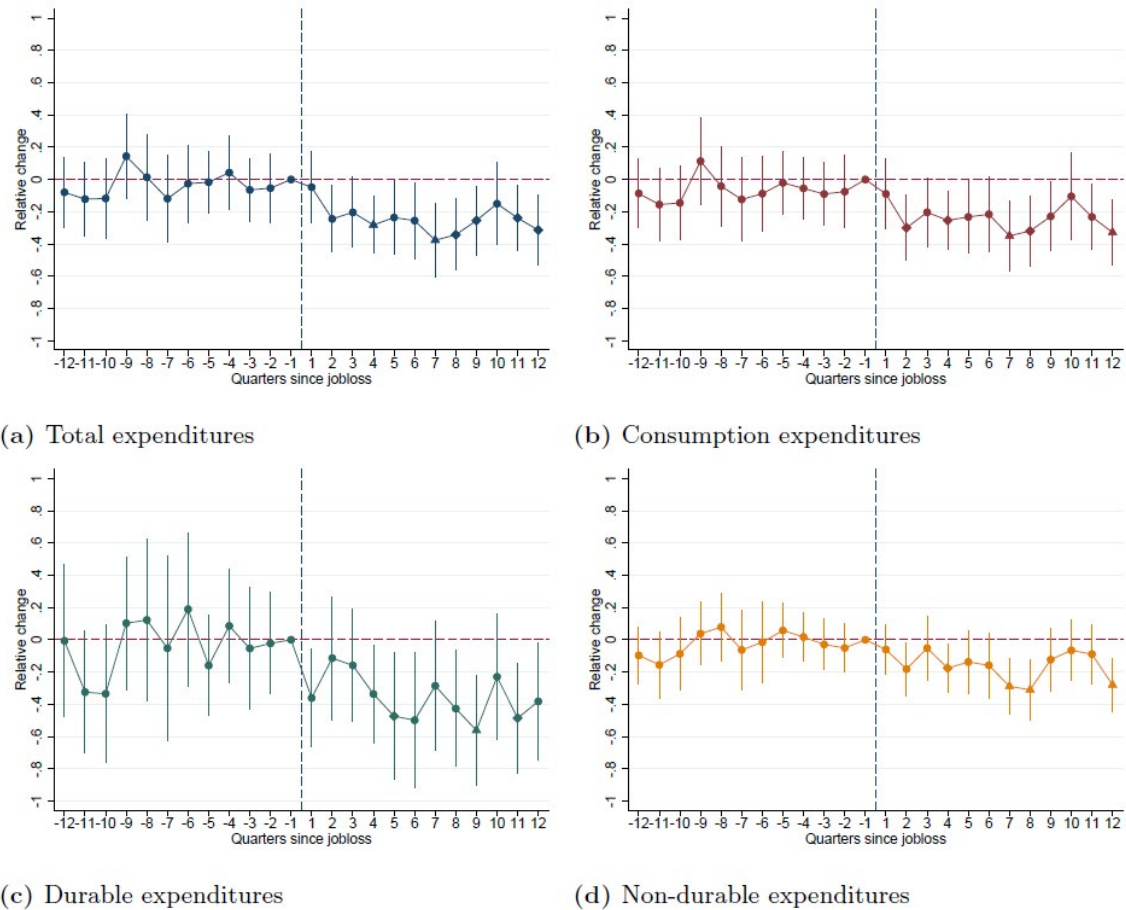 1
.8
.6
.4
.2
0
-.2
-.4
-.6
-.8
-1
Relative change
-12 -11 -10 -9 -8 -7 -6 -5 -4 -3 -2 -1 1 2 3 4 5 6 7 8 9 10 11 12
Quarters since jobloss
(a) Total expenditures
1
.8
.6
.4
.2
0
-.2
-.4
-.6
-.8
-1
Relative change
-12 -11 -10 -9 -8 -7 -6 -5 -4 -3 -2 -1 1 2 3 4 5 6 7 8 9 10 11 12
Quarters since jobloss
(b) Consumption expenditures
1
.8
.6
.4
.2
0
-.2
-.4
-.6
-.8
-1
Relative change
-12 -11 -10 -9 -8 -7 -6 -5 -4 -3 -2 -1 1 2 3 4 5 6 7 8 9 10 11 12
Quarters since jobloss
(c) Durable expenditures
1
.8
.6
.4
.2
0
-.2
-.4
-.6
-.8
-1
Relative change
-12 -11 -10 -9 -8 -7 -6 -5 -4 -3 -2 -1 1 2 3 4 5 6 7 8 9 10 11 12
Quarters since jobloss
(d) Non-durable expenditures